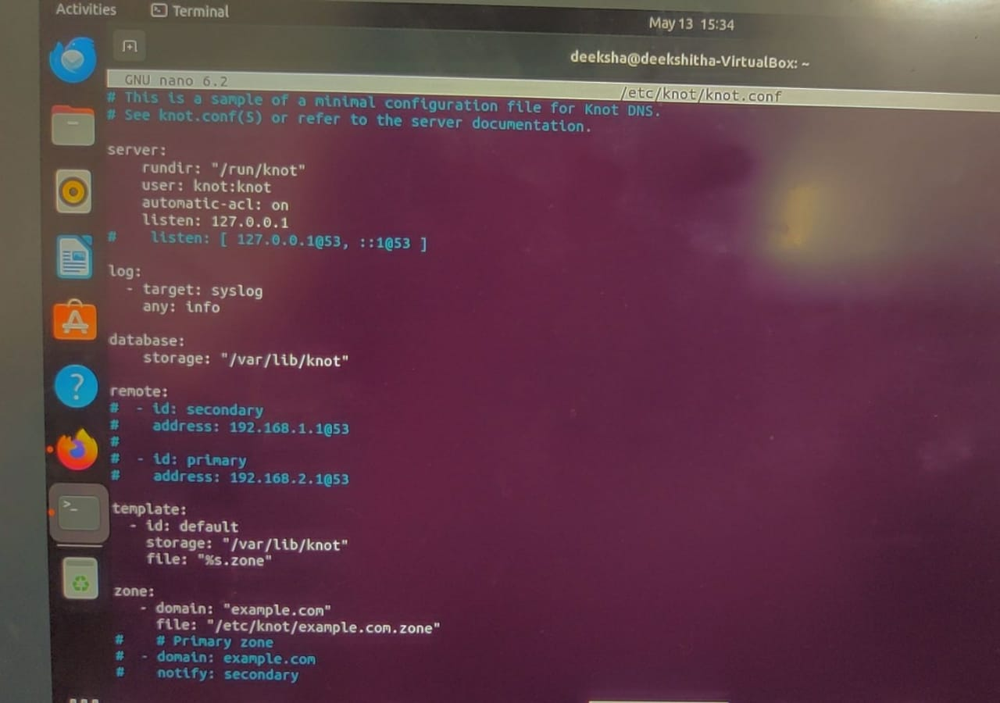 Activities
Terminal
May 13 15:34
deeksha@deekshitha-VirtualBox: ~
GNU nano 6.2
/etc/knot/knot.conf
# This is a sample of a minimal configuration file for Knot DNS.
# See knot.conf(5) or refer to the server documentation.
server:
    rundir: "/run/knot"
    user: knot:knot
    automatic-acl: on
    listen: 127.0.0.1
#    listen: [ 127.0.0.1@53, ::1@53 ]
log:
  - target: syslog
    any: info
database:
    storage: "/var/lib/knot"
remote:
#  - id: secondary
#    address: 192.168.1.1@53
#
#  - id: primary
#    address: 192.168.2.1@53
template:
  - id: default
    storage: "/var/lib/knot"
    file: "%s.zone"
zone:
   - domain: "example.com"
     file: "/etc/knot/example.com.zone"
#    # Primary zone
#  - domain: example.com
#    notify: secondary